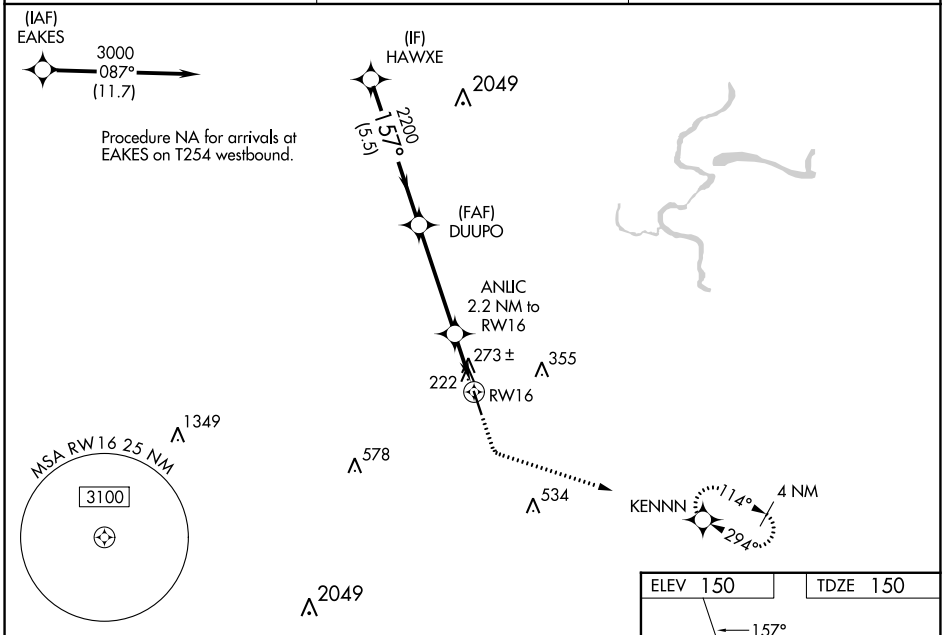 (IAF)
EAKES
3000
087°
(11.7)
Procedure NA for arrivals at
EAKES on T254 westbound.
(IF)
HAWXE
2049
2200
157°
(5.5)
(FAF)
DUUPO
ANLIC
2.2 NM to
RW16
273 ±
355
222
RW16
1349
MSA RW16 25 NM
3100
578
534
KENNN
114°
4 NM
294°
2049
ELEV 150
TDZE 150
157°